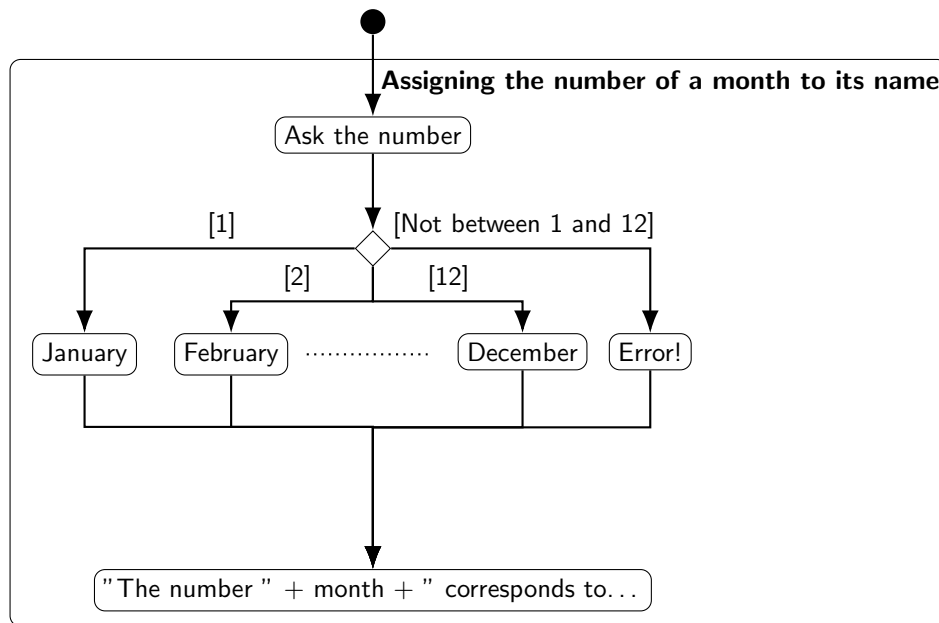 Assigning the number of a month to its name
Ask the number
[1]
[Not between 1 and 12]
[2]
[12]
January
February
December
Error!
"The number " + month + " corresponds to...